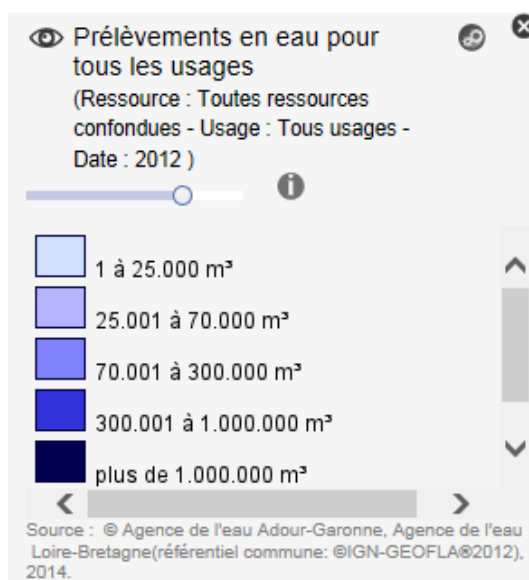 Prélèvements en eau pour
tous les usages
(Ressource : Toutes ressources
confondues - Usage : Tous usages -
Date : 2012 )
1 à 25.000 m³
25.001 à 70.000 m³
70.001 à 300.000 m³
300.001 à 1.000.000 m³
plus de 1.000.000 m³
Source : © Agence de l'eau Adour-Garonne, Agence de l'eau
Loire-Bretagne(référentiel commune: ©IGN-GEOFLA®2012),
2014.